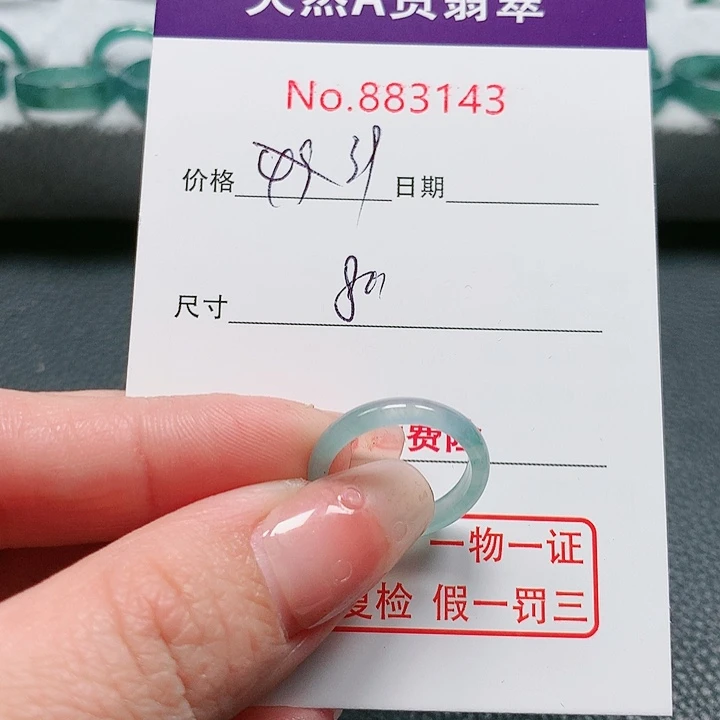 天然A货翡翠
No.883143
价格 日期
尺寸
费
一物一证
复检 假一罚三